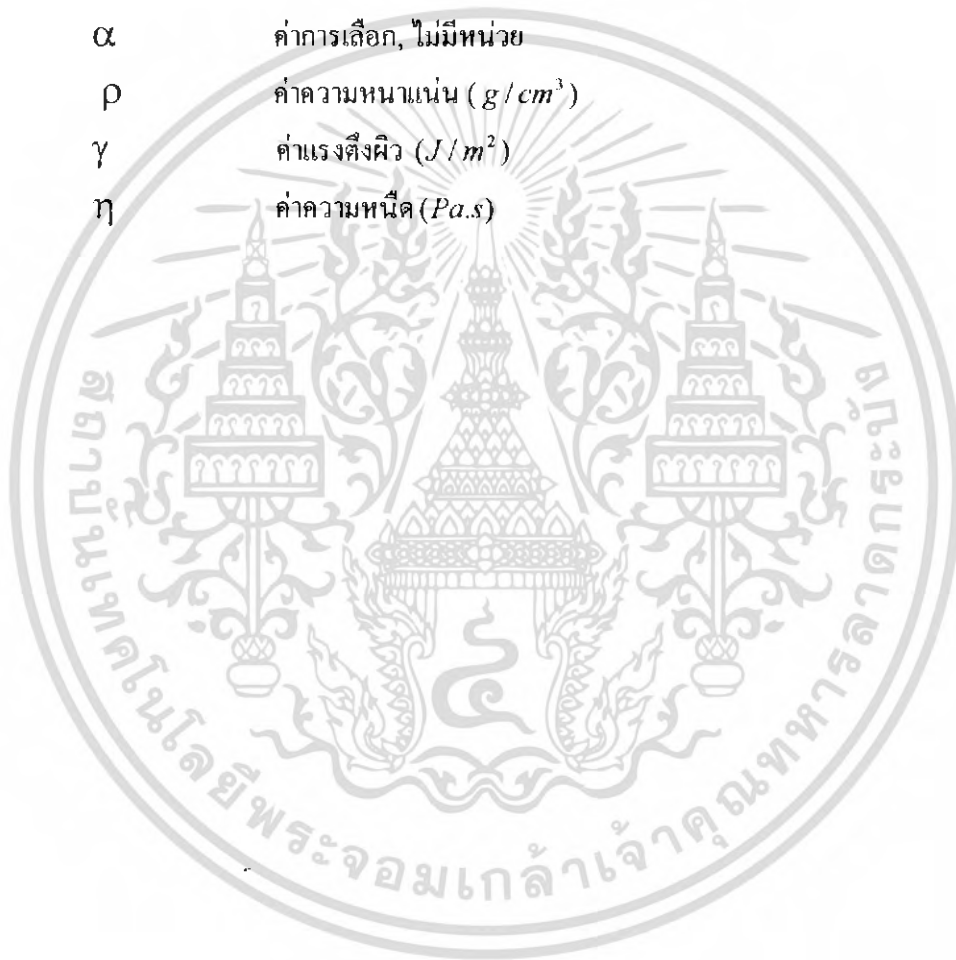 α ค่าการเลือก, ไม่มีหน่วย
ρ ค่าความหนาแน่น (g/cm³)
γ ค่าแรงตึงผิว (J/m²)
η ค่าความหนืด (Pa.s)
สถาบันเทคโนโลยีพระจอมเกล้าเจ้าคุณทหารลาดกระบัง